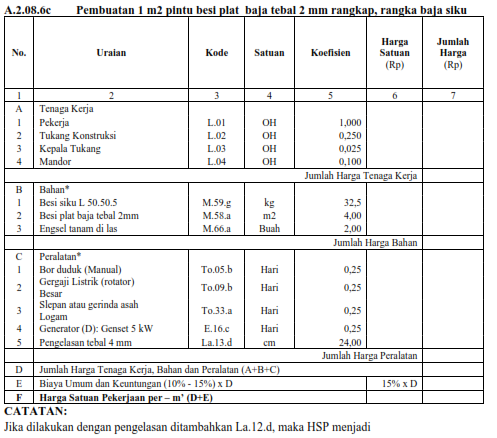 A.2.08.6c Pembuatan 1 m2 pintu besi plat baja tebal 2 mm rangkap, rangka baja siku
No. Uraian Kode Satuan Koefisien Harga Satuan (Rp) Jumlah Harga (Rp)
1 2 3 4 5 6 7
A Tenaga Kerja
1 Pekerja L.01 OH 1,000
2 Tukang Konstruksi L.02 OH 0,250
3 Kepala Tukang L.03 OH 0,025
4 Mandor L.04 OH 0,100
Jumlah Harga Tenaga Kerja
B Bahan*
1 Besi siku L 50.50.5 M.59.g kg 32,5
2 Besi plat baja tebal 2mm M.58.a m2 4,00
3 Engsel tanam di las M.66.a Buah 2,00
Jumlah Harga Bahan
C Peralatan*
1 Bor duduk (Manual) To.05.b Hari 0,25
2 Gergaji Listrik (rotator) Besar To.09.b Hari 0,25
3 Slepan atau gerinda asah Logam To.33.a Hari 0,25
4 Generator (D): Genset 5 kW E.16.c Hari 0,25
5 Pengelasan tebal 4 mm La.13.d cm 24,00
Jumlah Harga Peralatan
D Jumlah Harga Tenaga Kerja, Bahan dan Peralatan (A+B+C)
E Biaya Umum dan Keuntungan (10% - 15%) x D 15% x D
F Harga Satuan Pekerjaan per – m’ (D+E)
CATATAN:
Jika dilakukan dengan pengelasan ditambahkan La.12.d, maka HSP menjadi